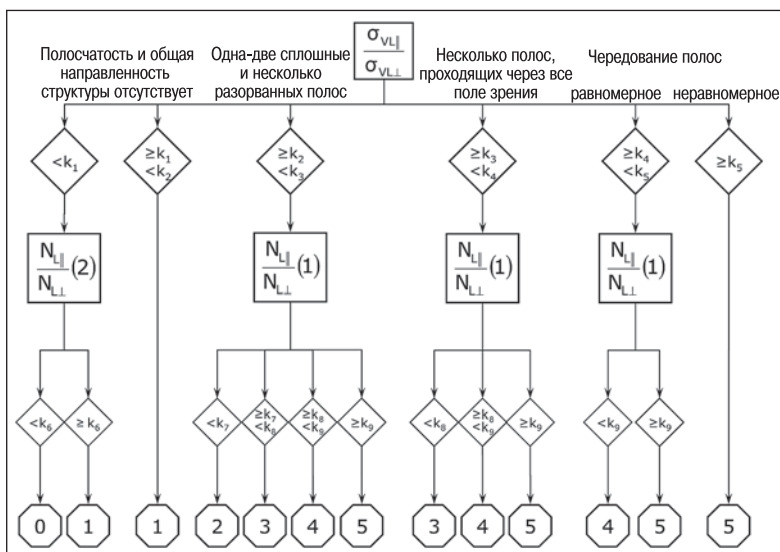 σVL∥
σVL⊥
Полосчатость и общая
направленность
структуры отсутствует
Одна-две сплошные
и несколько
разорванных полос
Несколько полос,
проходящих через все
поле зрения
Чередование полос
равномерное
неравномерное
<k1
≥k1
<k2
≥k2
<k3
≥k3
<k4
≥k4
<k5
≥k5
NL∥
NL⊥
(2)
NL∥
NL⊥
(1)
NL∥
NL⊥
(1)
NL∥
NL⊥
(1)
<k6
≥k6
<k7
≥k7
<k8
≥k8
<k9
≥k9
<k8
≥k8
<k9
≥k9
<k9
≥k9
0
1
1
2
3
4
5
3
4
5
4
5
5